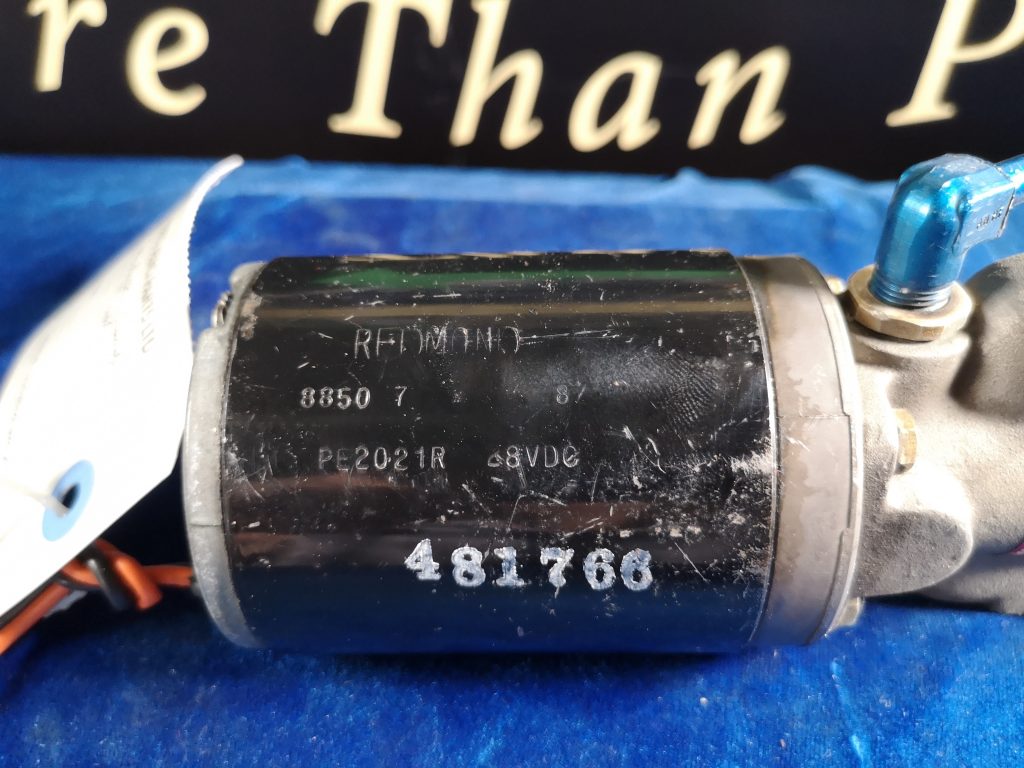 re Than P
REDMOND
8850 7 87
PE2021R 28VDC
481766